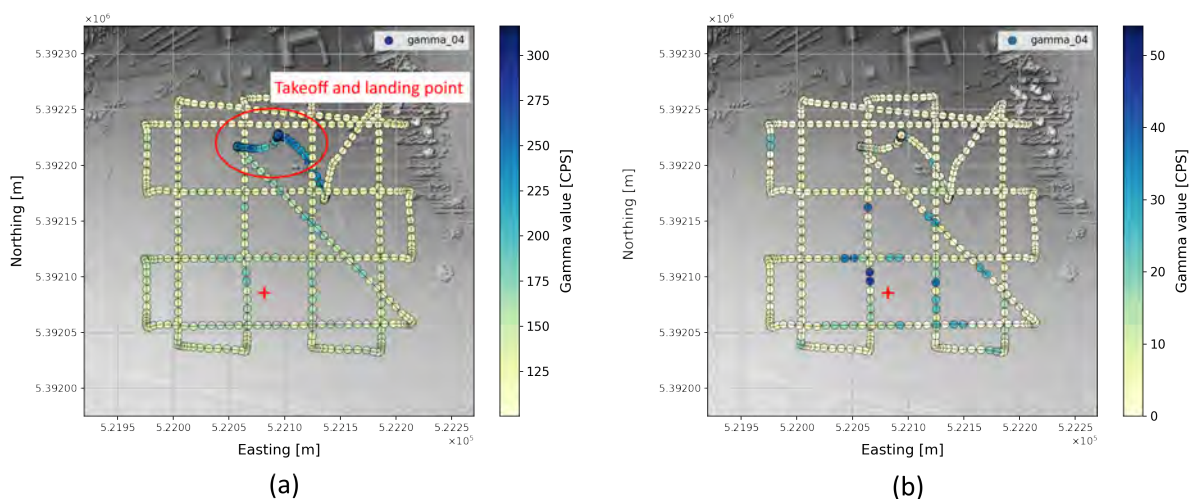 ×10⁶
gamma_04
Takeoff and landing point
5.39230
5.39225
5.39220
5.39215
5.39210
5.39205
5.39200
Northing [m]
5.2195 5.2200 5.2205 5.2210 5.2215 5.2220 5.2225
×10⁵
Easting [m]
300
275
250
225
200
175
150
125
Gamma value [CPS]
(a)
×10⁶
gamma_04
5.39230
5.39225
5.39220
5.39215
5.39210
5.39205
5.39200
Northing [m]
5.2195 5.2200 5.2205 5.2210 5.2215 5.2220 5.2225
×10⁵
Easting [m]
50
40
30
20
10
0
Gamma value [CPS]
(b)